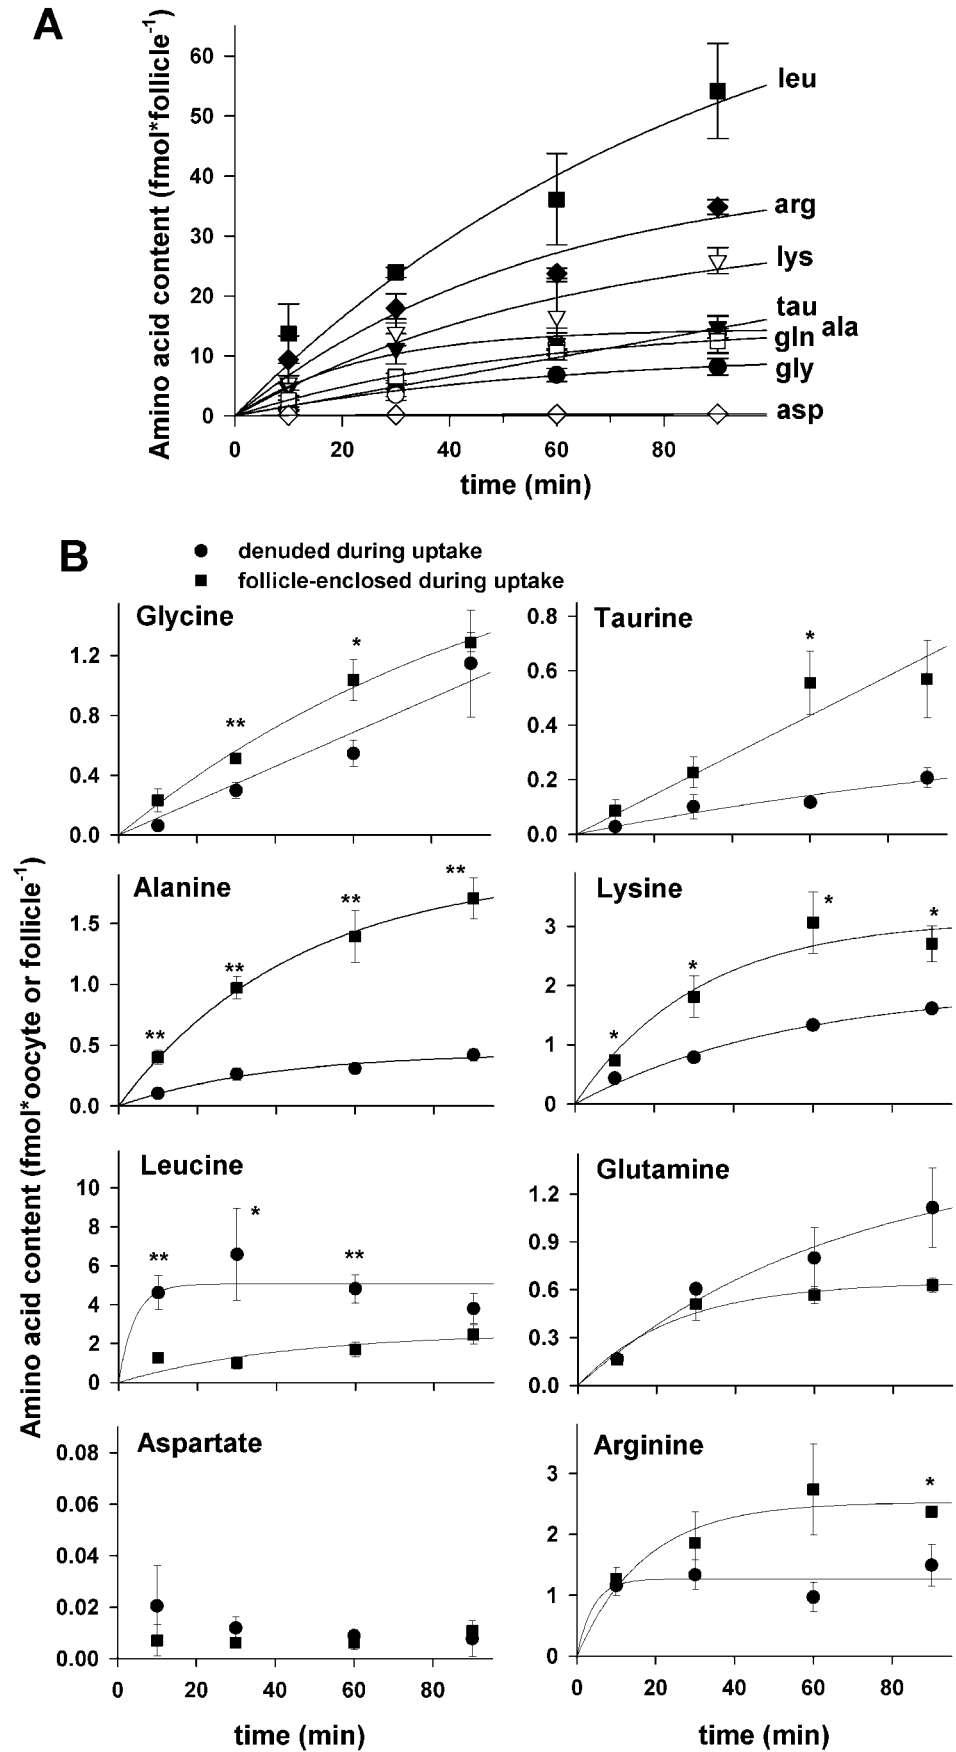 A
Amino acid content (fmol*follicle-1)
60
50
40
30
20
10
0
leu
arg
lys
tau
ala
gln
gly
asp
0 20 40 60 80
time (min)
B
denuded during uptake
follicle-enclosed during uptake
Amino acid content (fmol*oocyte or follicle-1)
Glycine
1.2
0.8
0.4
0.0
**
*
Taurine
0.8
0.6
0.4
0.2
0.0
*
Alanine
1.5
1.0
0.5
0.0
** ** ** **
Lysine
3
2
1
0
* * * *
Leucine
10
8
6
4
2
0
** * **
Glutamine
1.2
0.9
0.6
0.3
0.0
Aspartate
0.08
0.06
0.04
0.02
0.00
0 20 40 60 80
time (min)
Arginine
3
2
1
0
*
0 20 40 60 80
time (min)